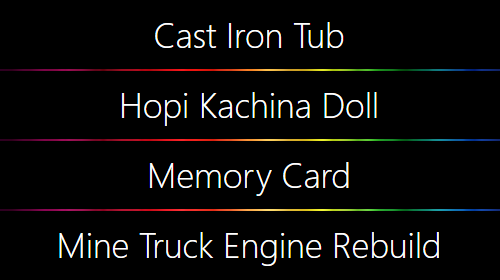 Cast Iron Tub
Hopi Kachina Doll
Memory Card
Mine Truck Engine Rebuild